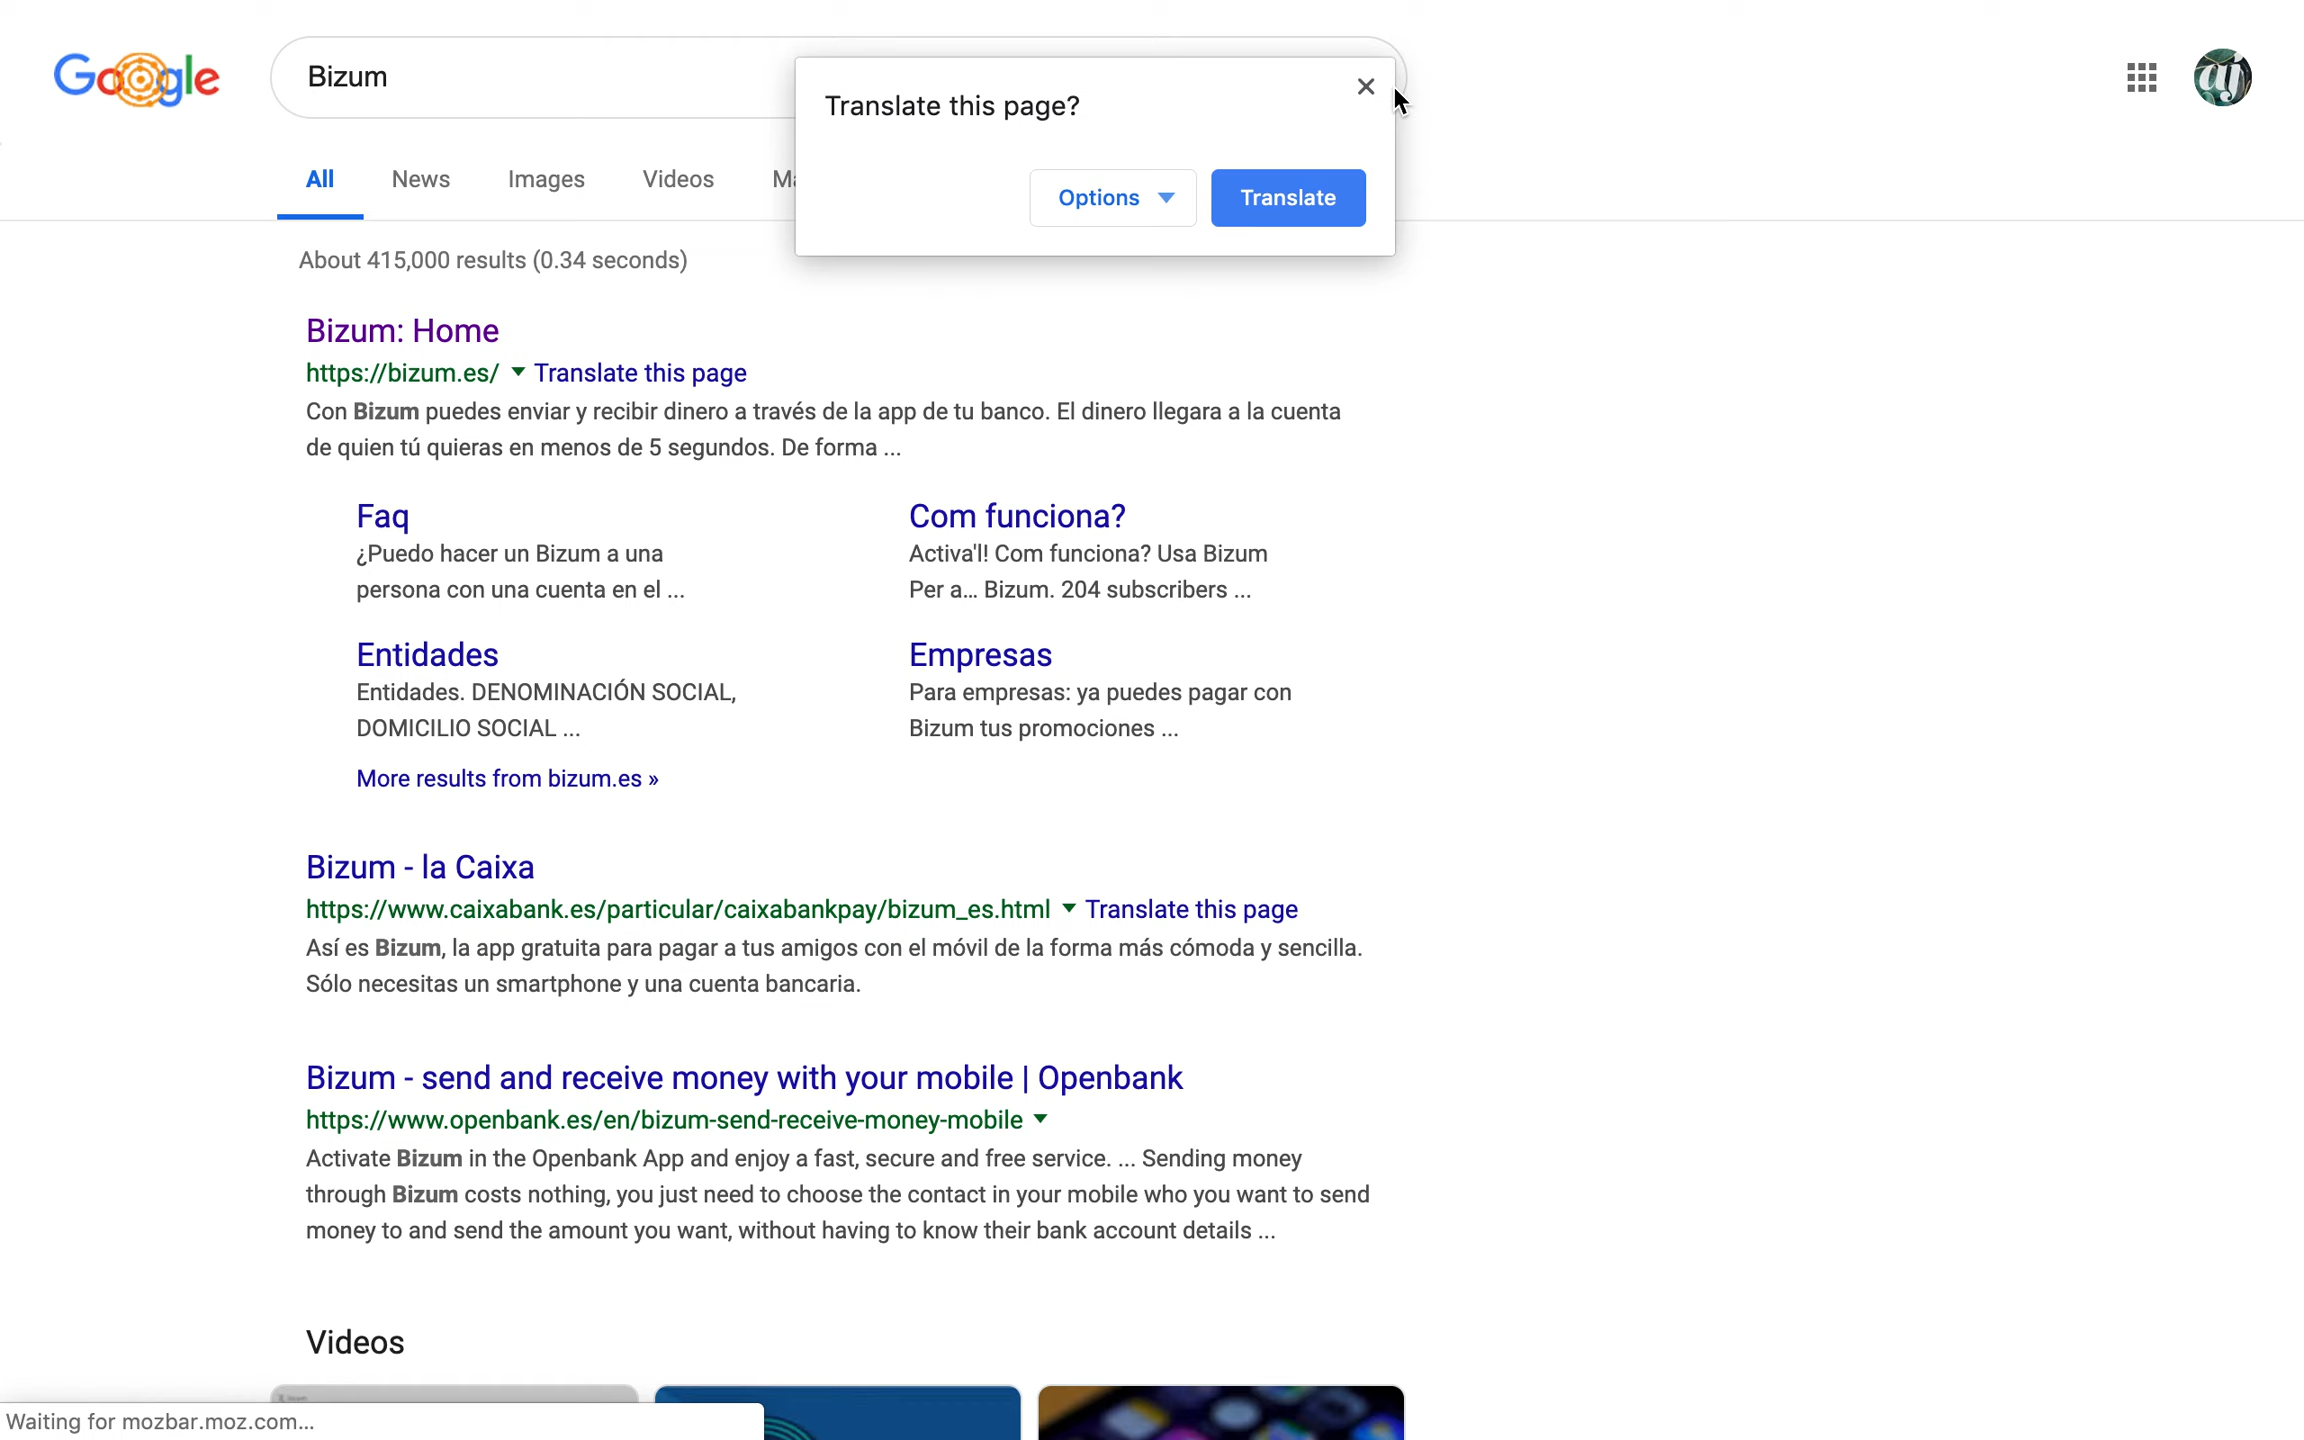 Google
Bizum
Translate this page?
Options
Translate
All
News
Images
Videos
About 415,000 results (0.34 seconds)
Bizum: Home
https://bizum.es/ Translate this page
Con Bizum puedes enviar y recibir dinero a través de la app de tu banco. El dinero llegara a la cuenta
de quien tú quieras en menos de 5 segundos. De forma ...
Faq
¿Puedo hacer un Bizum a una
persona con una cuenta en el ...
Com funciona?
Activa'l! Com funciona? Usa Bizum
Per a... Bizum. 204 subscribers ...
Entidades
Entidades. DENOMINACIÓN SOCIAL,
DOMICILIO SOCIAL ...
Empresas
Para empresas: ya puedes pagar con
Bizum tus promociones ...
More results from bizum.es »
Bizum - la Caixa
https://www.caixabank.es/particular/caixabankpay/bizum_es.html Translate this page
Así es Bizum, la app gratuita para pagar a tus amigos con el móvil de la forma más cómoda y sencilla.
Sólo necesitas un smartphone y una cuenta bancaria.
Bizum - send and receive money with your mobile | Openbank
https://www.openbank.es/en/bizum-send-receive-money-mobile
Activate Bizum in the Openbank App and enjoy a fast, secure and free service. ... Sending money
through Bizum costs nothing, you just need to choose the contact in your mobile who you want to send
money to and send the amount you want, without having to know their bank account details ...
Videos
Waiting for mozbar.moz.com...